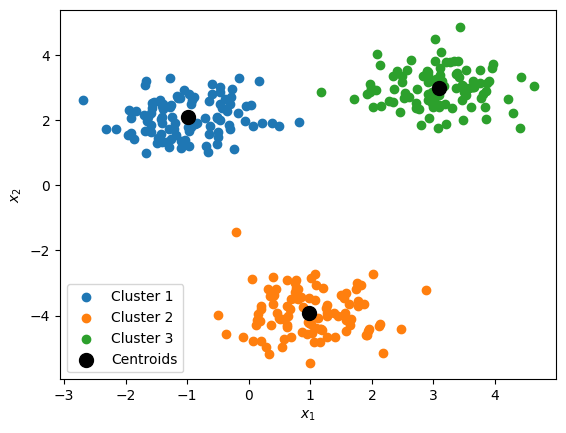 4
2
0
−2
−4
x₂
Cluster 1
Cluster 2
Cluster 3
Centroids
−3 −2 −1 0 1 2 3 4
x₁